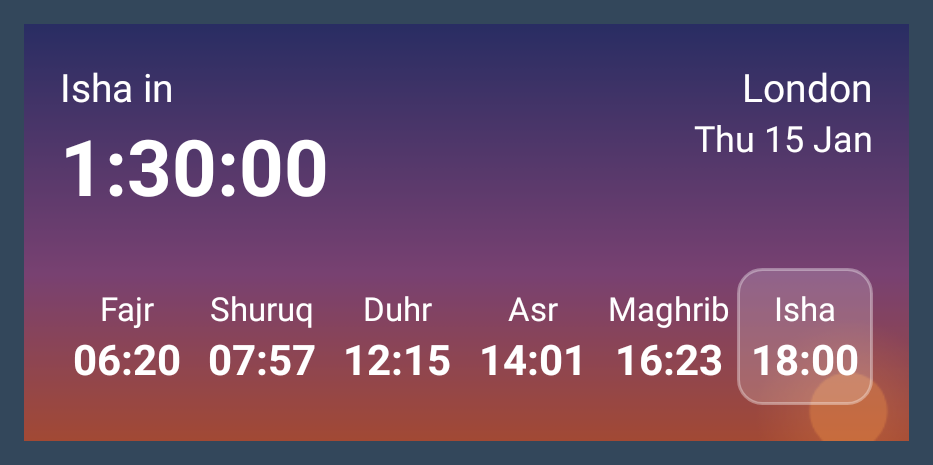 Isha in
1:30:00
London
Thu 15 Jan
Fajr Shuruq Duhr Asr Maghrib Isha
06:20 07:57 12:15 14:01 16:23 18:00